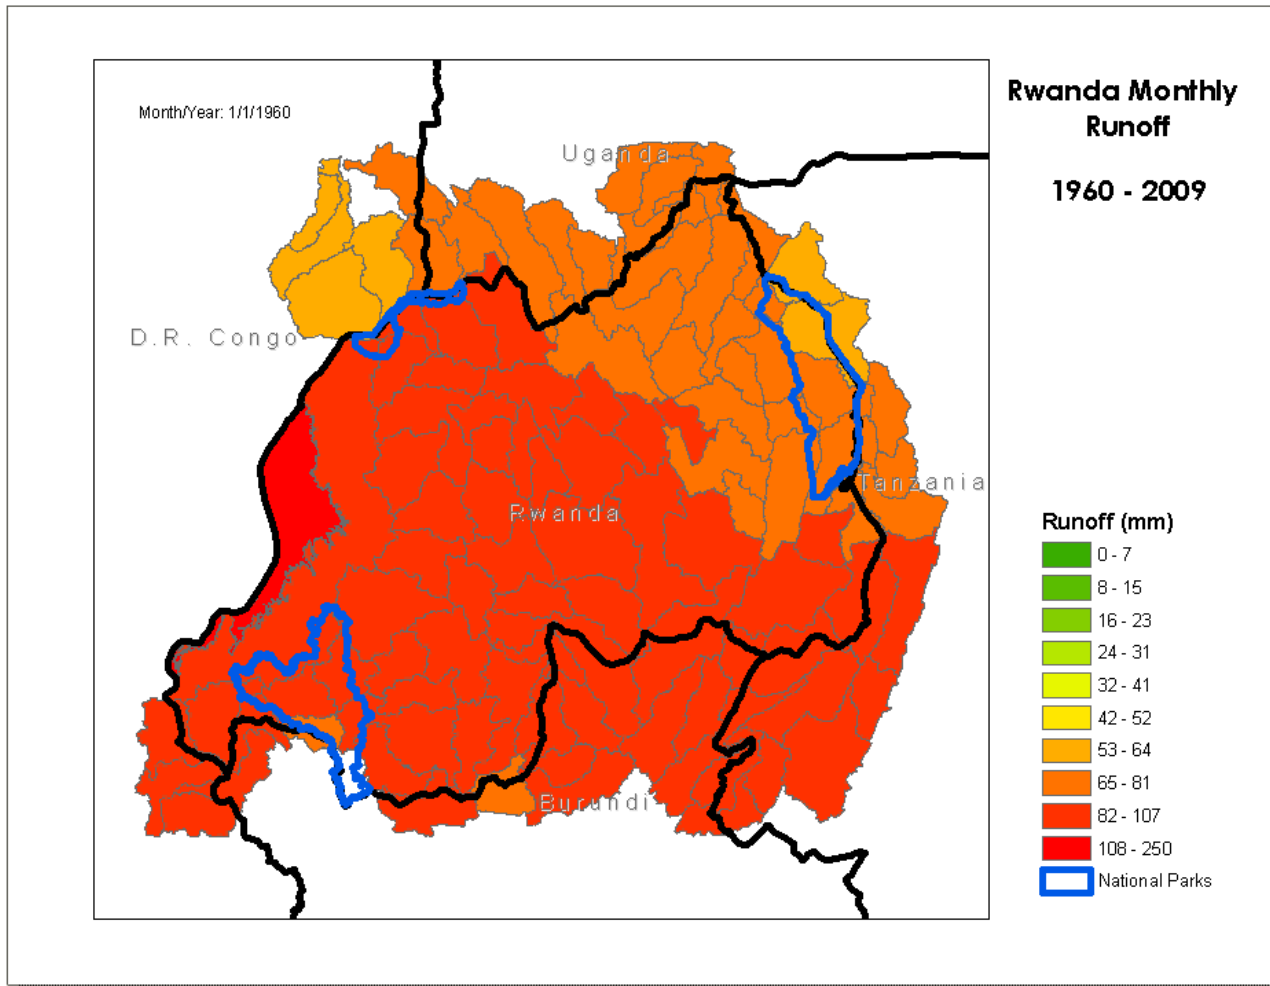 Rwanda Monthly
Runoff
1960 - 2009
Month/Year: 1/1/1960
Uganda
D.R. Congo
Tanzania
Rwanda
Burundi
Runoff (mm)
0 - 7
8 - 15
16 - 23
24 - 31
32 - 41
42 - 52
53 - 64
65 - 81
82 - 107
108 - 250
National Parks